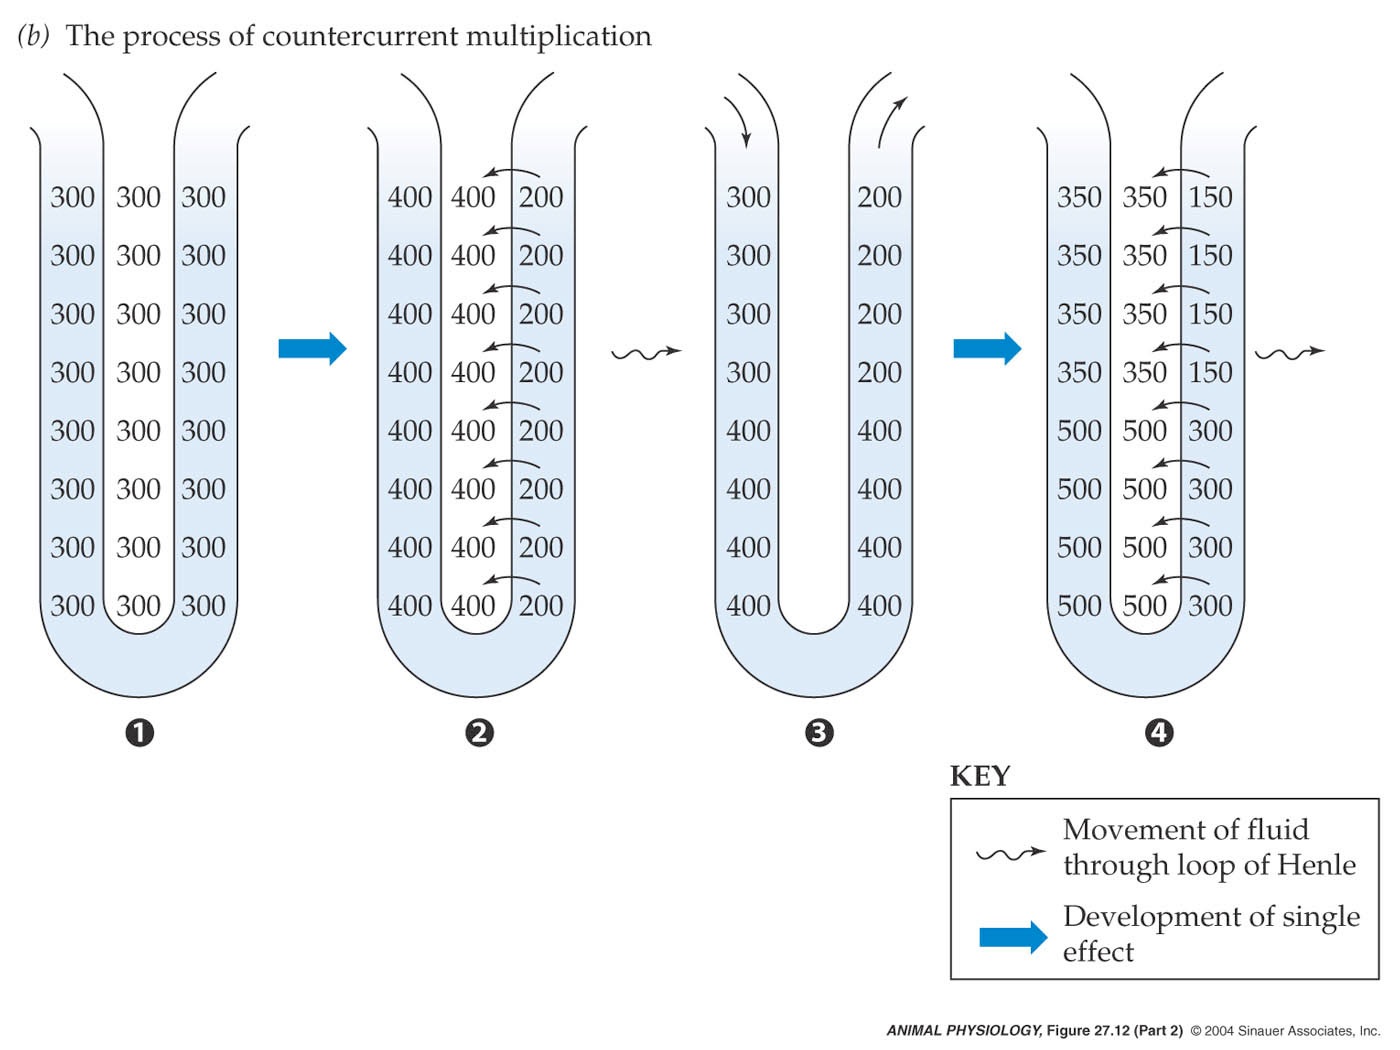 (b) The process of countercurrent multiplication
300 300 300 400 400 200 300 200 350 350 150
300 300 300 400 400 200 300 200 350 350 150
300 300 300 400 400 200 300 200 350 350 150
300 300 300 400 400 200 300 200 350 350 150
300 300 300 400 400 200 400 400 500 500 300
300 300 300 400 400 200 400 400 500 500 300
300 300 300 400 400 200 400 400 500 500 300
300 300 300 400 400 200 400 400 500 500 300
1 2 3 4
KEY
Movement of fluid
through loop of Henle
Development of single
effect
ANIMAL PHYSIOLOGY, Figure 27.12 (Part 2) © 2004 Sinauer Associates, Inc.